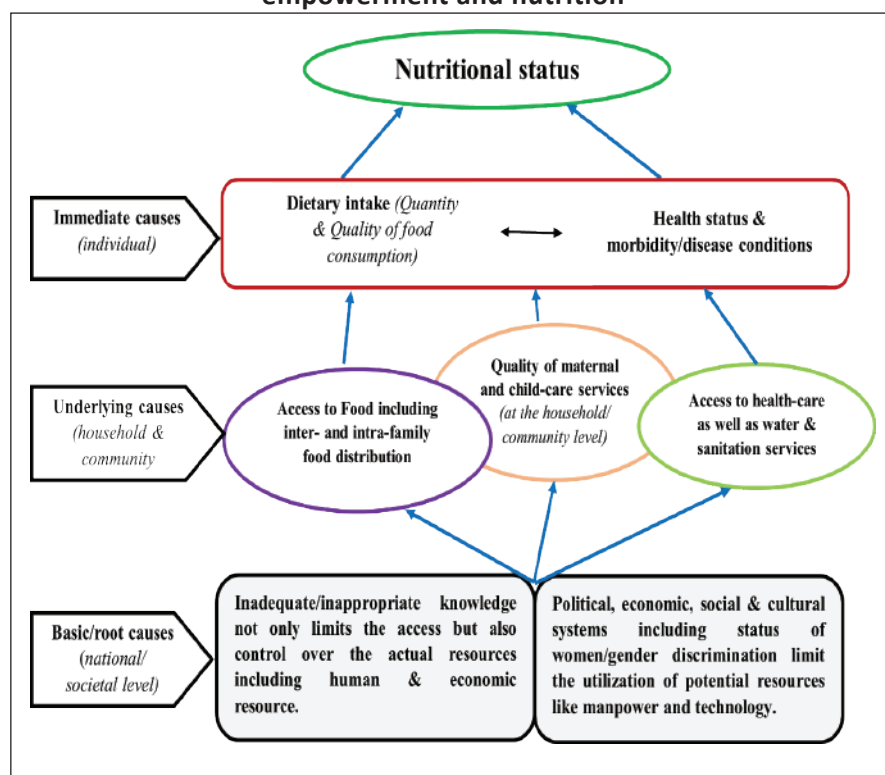 empowerment and nutrition
Nutritional status
Immediate causes
(individual)
Dietary intake (Quantity
& Quality of food
consumption)
Health status &
morbidity/disease conditions
Underlying causes
(household &
community
Access to Food including
inter- and intra-family
food distribution
Quality of maternal
and child-care services
(at the household/
community level)
Access to health-care
as well as water &
sanitation services
Basic/root causes
(national/
societal level)
Inadequate/inappropriate knowledge
not only limits the access but also
control over the actual resources
including human & economic
resource.
Political, economic, social & cultural
systems including status of
women/gender discrimination limit
the utilization of potential resources
like manpower and technology.